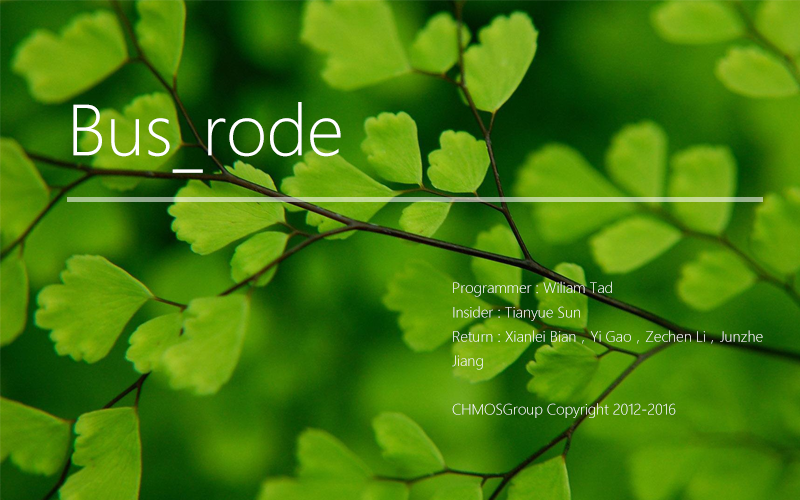 Bus_rode
Programmer : Wiliam Tad
Insider : Tianyue Sun
Return : Xianlei Bian , Yi Gao , Zechen Li , Junzhe
Jiang
CHMOSGroup Copyright 2012-2016